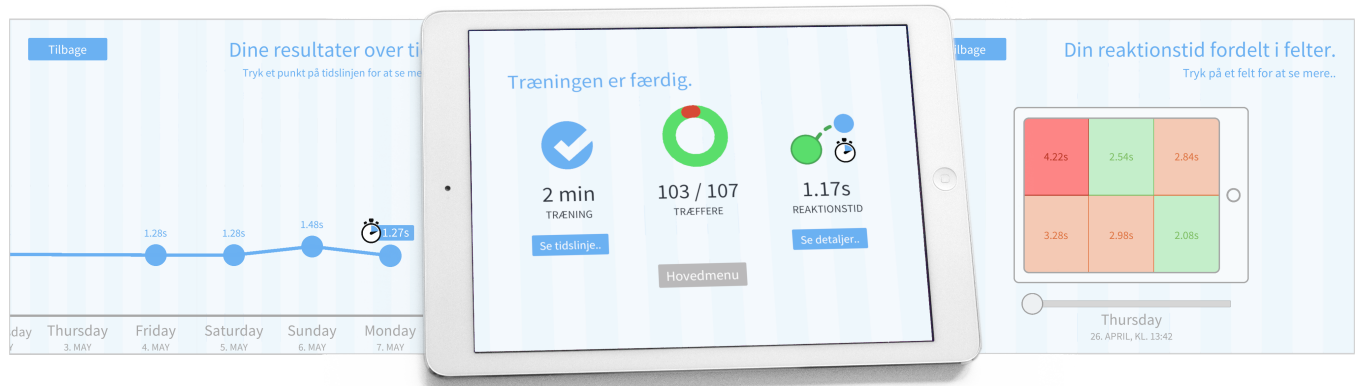 Tilbage
Dine resultater over
Tryk et punkt på tidslinjen for at se
1.28s
1.28s
1.48s
1.27s
Thursday
3. MAY
Friday
4. MAY
Saturday
5. MAY
Sunday
6. MAY
Monday
7. MAY
Træningen er færdig.
2 min
TRÆNING
Se tidslinje..
103 / 107
TRÆFFERE
1.17s
REAKTIONSTID
Se detaljer..
Hovedmenu
Din reaktionstid fordelt i felter.
Tryk på et felt for at se mere..
4.22s
2.54s
2.84s
3.28s
2.98s
2.08s
Thursday
26. APRIL, KL. 13:42